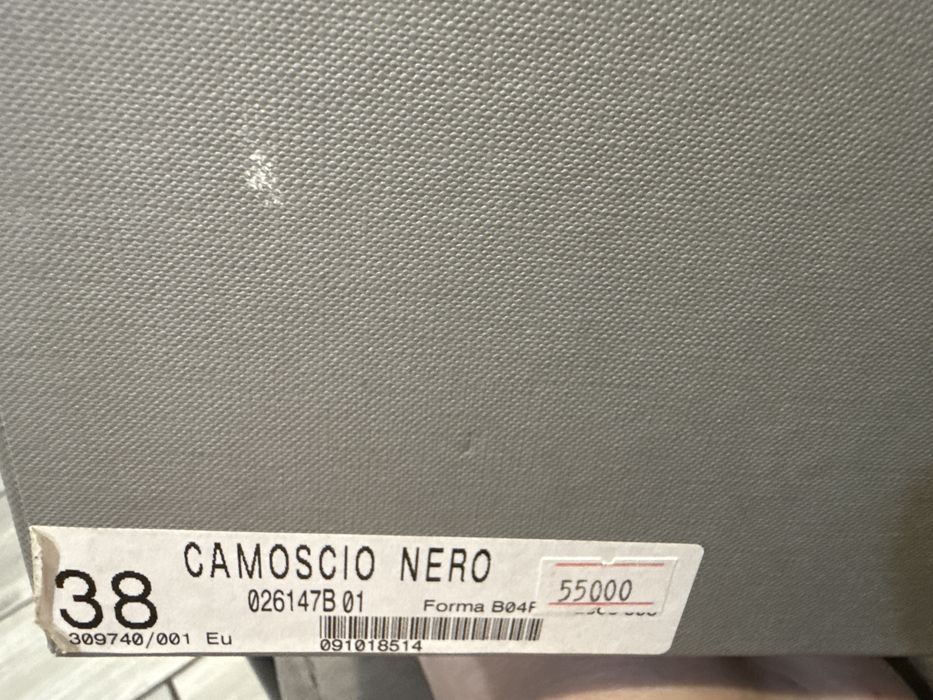 CAMOSCIO NERO
38
026147B 01
Forma B04F
55000
309740/001 Eu
091018514